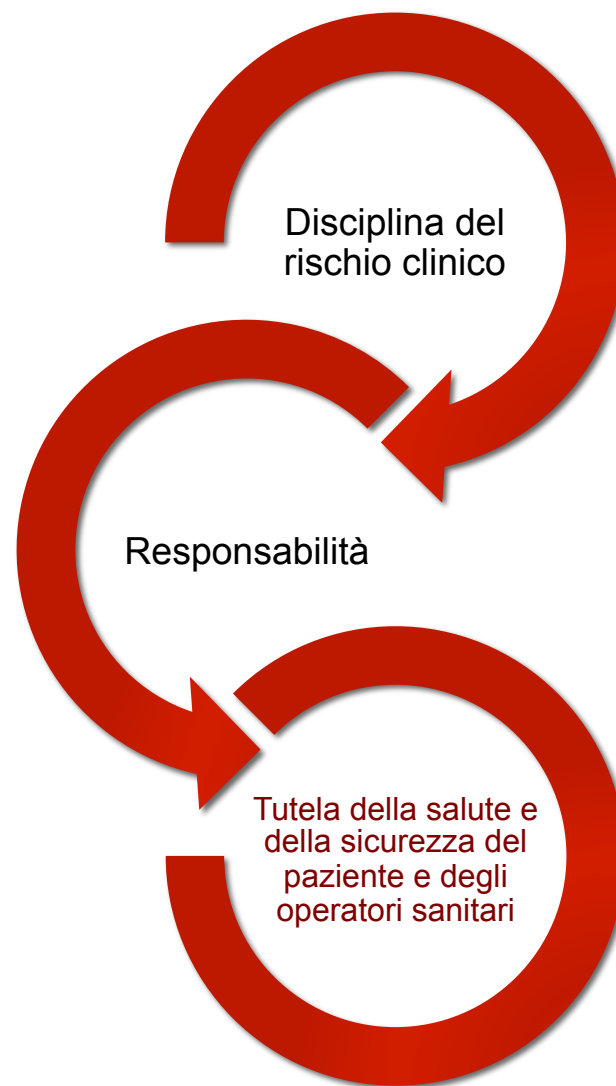 Disciplina del
rischio clinico
Responsabilità
Tutela della salute e
della sicurezza del
paziente e degli
operatori sanitari